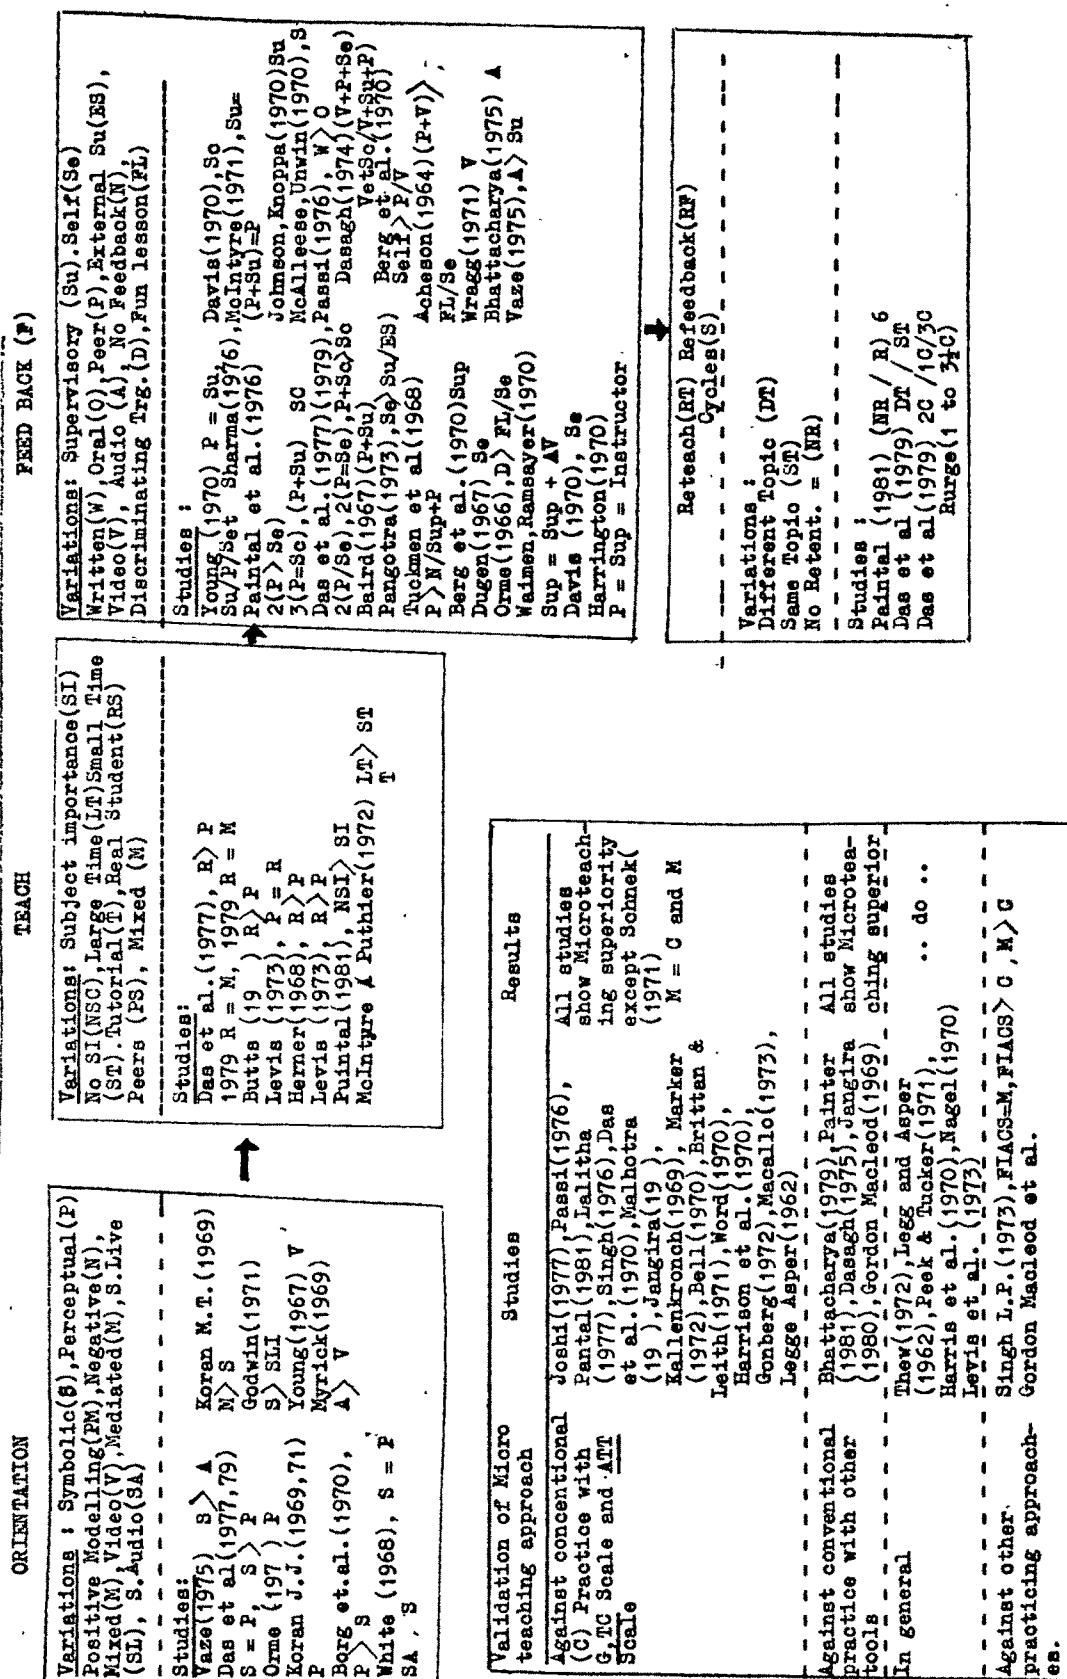 ORIENTATION
Variations : Symbolic(S),Perceptual(P)
Positive Modelling(PM),Negative(N),
Mixed(M),Video(V),Mediated(M),S.Live
(SL), S.Audio(SA)
Studies:
Vaze(1975) S > A
Das et al(1977,79)
S = P, S > P
Orme (197 ) P
Koran J.J.(1969,71)
P
Borg et.al.(1970),
P > S
White (1968), S = P
SA , S
Koran M.T.(1969)
M > S
Godwin(1971)
S > SLI
Young(1967) V
Myrick(1969)
A > V
TEACH
Variations: Subject importance(SI)
No SI(NSC),Large Time(LT)Small Time
(ST).Tutorial(T),Real Student(RS)
Peers (PS), Mixed (M)
Studies:
Das et al.(1977), R > P
1979 R = M, 1979 R = M
Butts (19 ) R > P
Levis (1973), P = R
Herner(1968), R > P
Levis (1973), R > P
Puintal(1981), NSI > SI
McIntyre & Puthier(1972) LT > ST
T
FEED BACK (F)
Variations: Supervisory (Su).Self(Se)
Written(W),Oral(O),Peer(P),External Su(ES),
Video(V), Audio (A), No Feedback(N),
Discriminating Trg.(D),Fun lesson(FL)
Studies :
Young (1970) P = Su,
Su/P/Set Sharma(1976),
Paintal et al.(1976)
2(P > Se)
3(P=Sc),(P+Su) SC
Das et al.(1977)(1979),
2(P/Se),2(P=Se),P+Sc > Sc
Baird(1967)(P+Su)
Pangotra(1973),Se > Su/ES)
Tuckmen et al(1968)
P > N/Sup+P
Berg et al.(1970)Sup
Dugen(1967) Se
Orme(1966),D > FL/Se
Waimen,Ramsayer(1970)
Sup = Sup + AV
Davis (1970), Se
Harrington(1970)
P = Sup = Instructor
Davis(1970), Sc
McIntyre(1971), Su=
(P+Su)=P
Johnson,Knoppa(1970)Su
McAlleese,Unwin(1970),S
Passi(1976), W > O
Dasagh(1974)(V+P+Se)
VetSc/V+Su+P)
Berg et al.(1970)
Self > P/V
Acheson(1964)(P+V) >
FL/Se
Wragg(1971) V
Bhattacharya(1975) A
Vaze(1975),A > Su
Reteach(RT) Refeedback(RF)
Cycles(S)
Variations :
Different Topic (DT)
Same Topic (ST)
No Retent. = (NR)
Studies :
Paintal (1981) (NR / R) 6
Das et al (1979) DT / ST
Das et al(1979) 2C /1C/3C
Rurge(1 to 3½C)
Validation of Micro
teaching approach
Studies
Results
Against concentional
(C) Practice with
G,TC Scale and ATT
Scale
Joshi(1977),Passi(1976),
Pantal(1981),Lalitha
(1977),Singh(1976),Das
et al.(1970),Malhotra
(19 ),Jangira(19 ),
Kallenkronch(1969), Marker
(1972),Bell(1970),Brittan &
Leith(1971),Word(1970),
Harrison et al.(1970),
Gonberg(1972),Macallo(1973),
Legge Asper(1962)
All studies
show Microteach-
ing superiority
except Schnek(
(1971)
M = C and M
Against conventional
practice with other
tools
Bhattacharya(1979),Painter
(1981),Dasagh(1975),Jangira
(1980),Gordon Macleod(1969)
All studies
show Microtea-
ching superior
In general
Thew(1972),Legg and Asper
(1962),Peek & Tucker(1971),
Harris et al.(1970),Nagel(1970)
Levis et al.(1973)
.. do ..
Against other
practicing approach-
es.
Singh L.P.(1973),FIACS=M,FIACS > C ,M > C
Gordon Macleod et al.